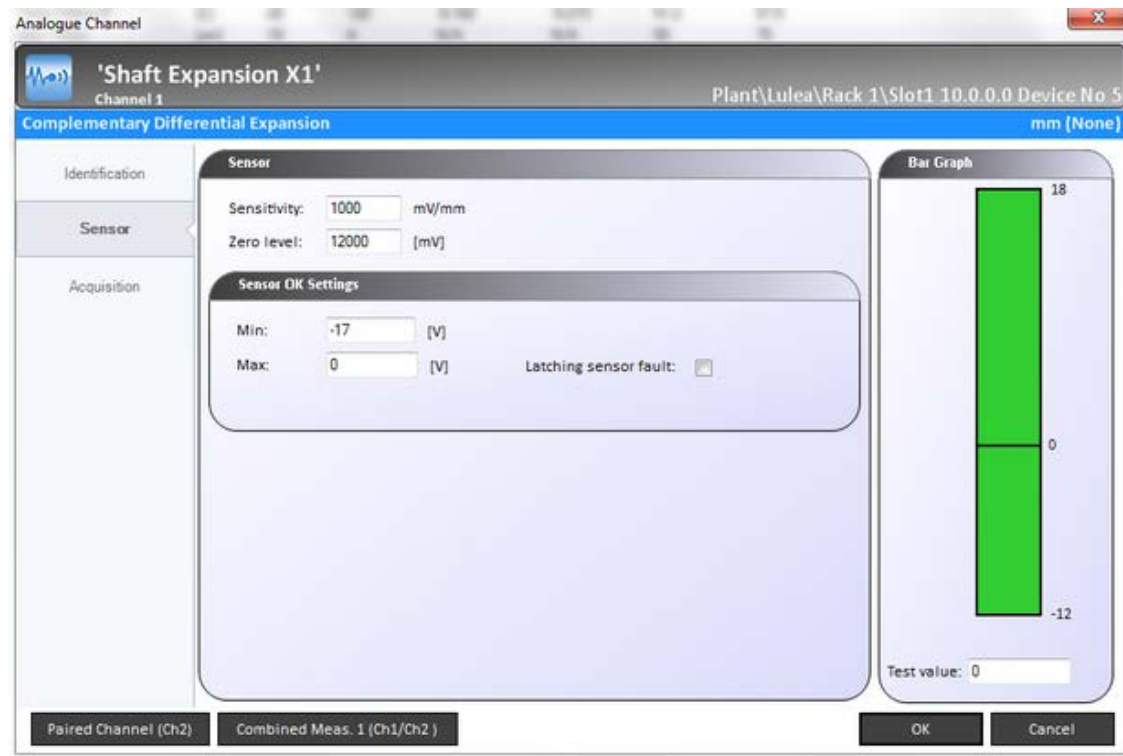 Analogue Channel
'Shaft Expansion X1'
Channel 1
Plant\Lulea\Rack 1\Slot1 10.0.0.0 Device No 5
Complementary Differential Expansion mm (None)
Identification
Sensor
Acquisition
Sensor
Sensitivity: 1000 mV/mm
Zero level: 12000 [mV]
Sensor OK Settings
Min: -17 [V]
Max: 0 [V] Latching sensor fault:
Bar Graph
18
0
-12
Test value: 0
Paired Channel (Ch2) Combined Meas. 1 (Ch1/Ch2 ) OK Cancel